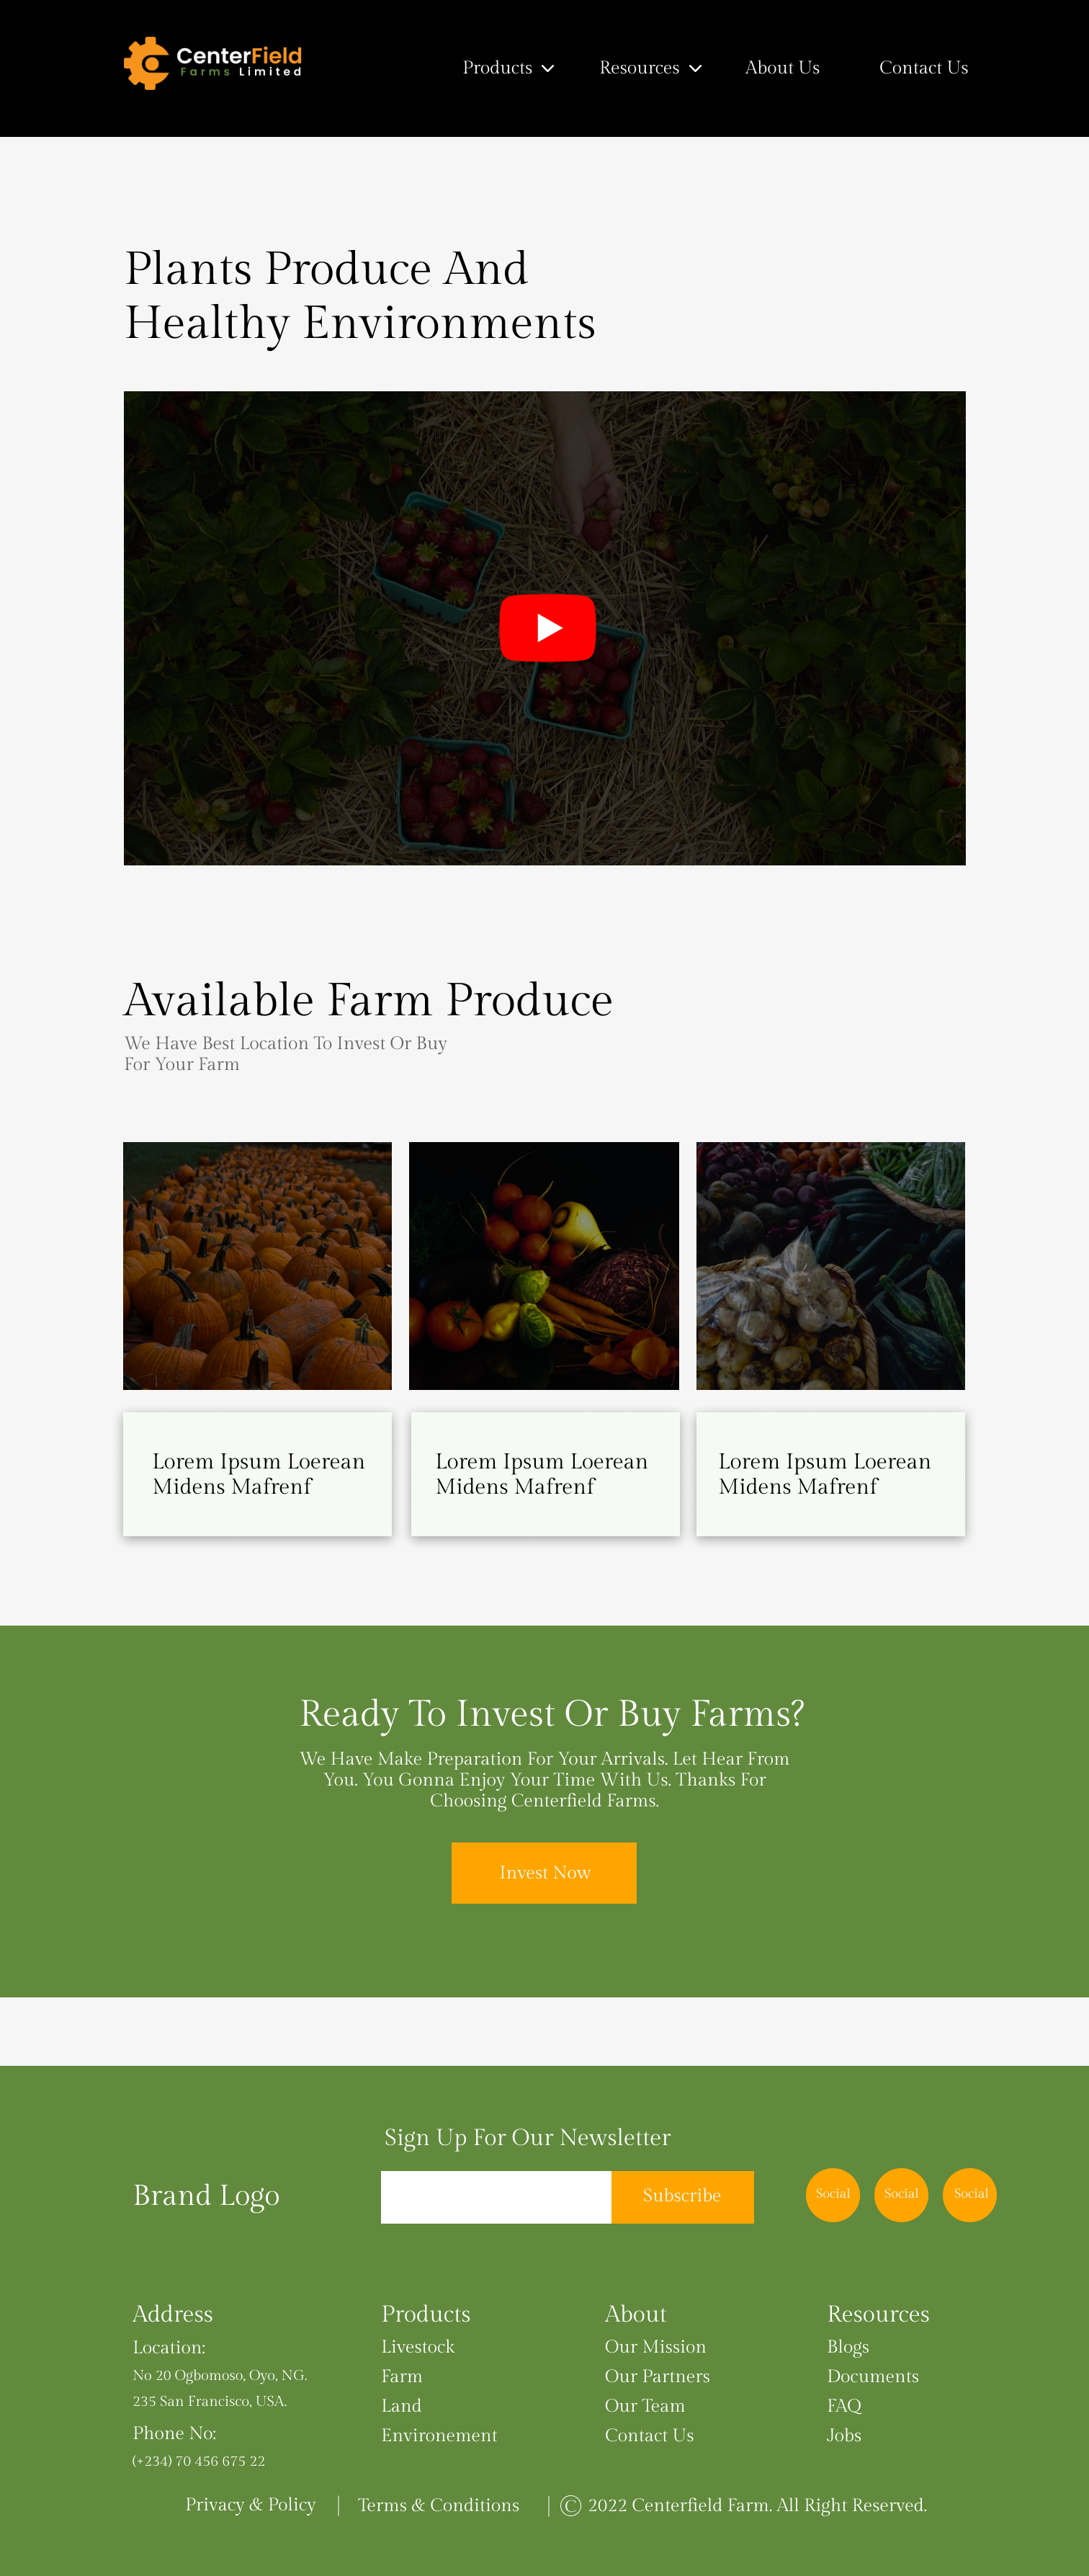 CenterField
Farms Limited
Products
Resources
About Us
Contact Us
Plants Produce And
Healthy Environments
Available Farm Produce
We Have Best Location To Invest Or Buy
For Your Farm
Lorem Ipsum Loerean
Midens Mafrenf
Lorem Ipsum Loerean
Midens Mafrenf
Lorem Ipsum Loerean
Midens Mafrenf
Ready To Invest Or Buy Farms?
We Have Make Preparation For Your Arrivals. Let Hear From
You. You Gonna Enjoy Your Time With Us. Thanks For
Choosing Centerfield Farms.
Invest Now
Sign Up For Our Newsletter
Brand Logo
Subscribe
Social
Social
Social
Address
Location:
No 20 Ogbomoso, Oyo, NG.
235 San Francisco, USA.
Phone No:
(+234) 70 456 675 22
Products
Livestock
Farm
Land
Environement
About
Our Mission
Our Partners
Our Team
Contact Us
Resources
Blogs
Documents
FAQ
Jobs
Privacy & Policy | Terms & Conditions | © 2022 Centerfield Farm. All Right Reserved.